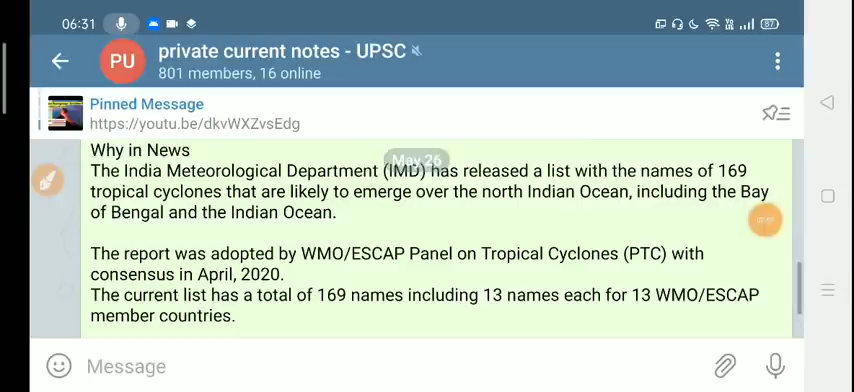 06:31
87
PU
private current notes - UPSC
801 members, 16 online
Pinned Message
https://youtu.be/dkvWXZvsEdg
May 26
Why in News
The India Meteorological Department (IMD) has released a list with the names of 169
tropical cyclones that are likely to emerge over the north Indian Ocean, including the Bay
of Bengal and the Indian Ocean.
The report was adopted by WMO/ESCAP Panel on Tropical Cyclones (PTC) with
consensus in April, 2020.
The current list has a total of 169 names including 13 names each for 13 WMO/ESCAP
member countries.
Message